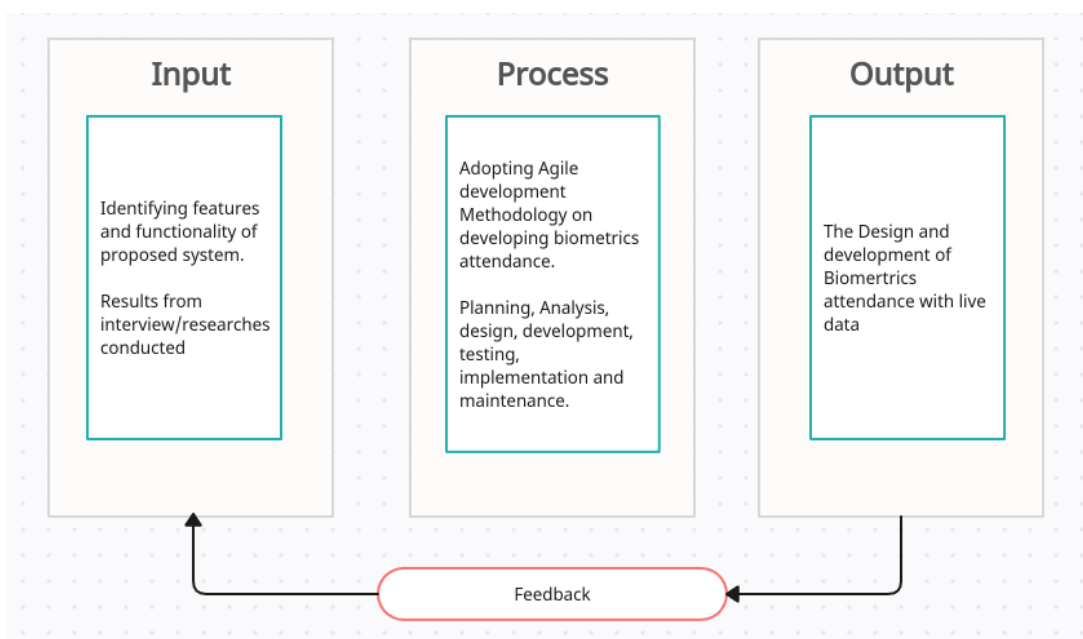 Input
Identifying features
and functionality of
proposed system.
Results from
interview/researches
conducted
Process
Adopting Agile
development
Methodology on
developing biometrics
attendance.
Planning, Analysis,
design, development,
testing,
implementation and
maintenance.
Output
The Design and
development of
Biomertrics
attendance with live
data
Feedback